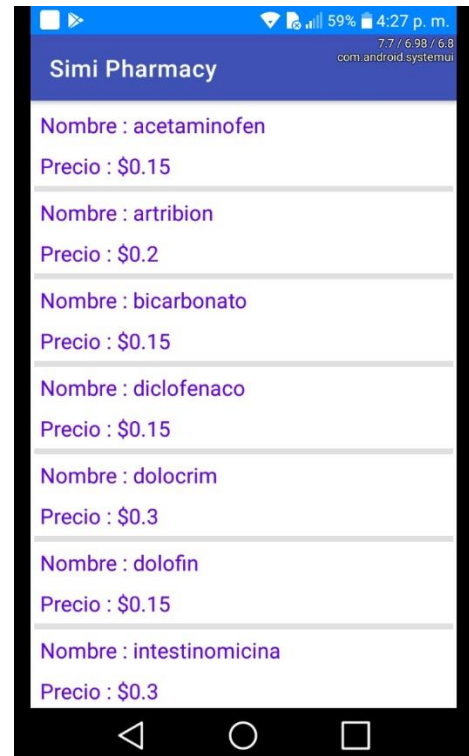 59% 4:27 p. m.
7.7 / 6.98 / 6.8
com.android.systemui
Simi Pharmacy
Nombre : acetaminofen
Precio : $0.15
Nombre : artribion
Precio : $0.2
Nombre : bicarbonato
Precio : $0.15
Nombre : diclofenaco
Precio : $0.15
Nombre : dolocrim
Precio : $0.3
Nombre : dolofin
Precio : $0.15
Nombre : intestinomicina
Precio : $0.3